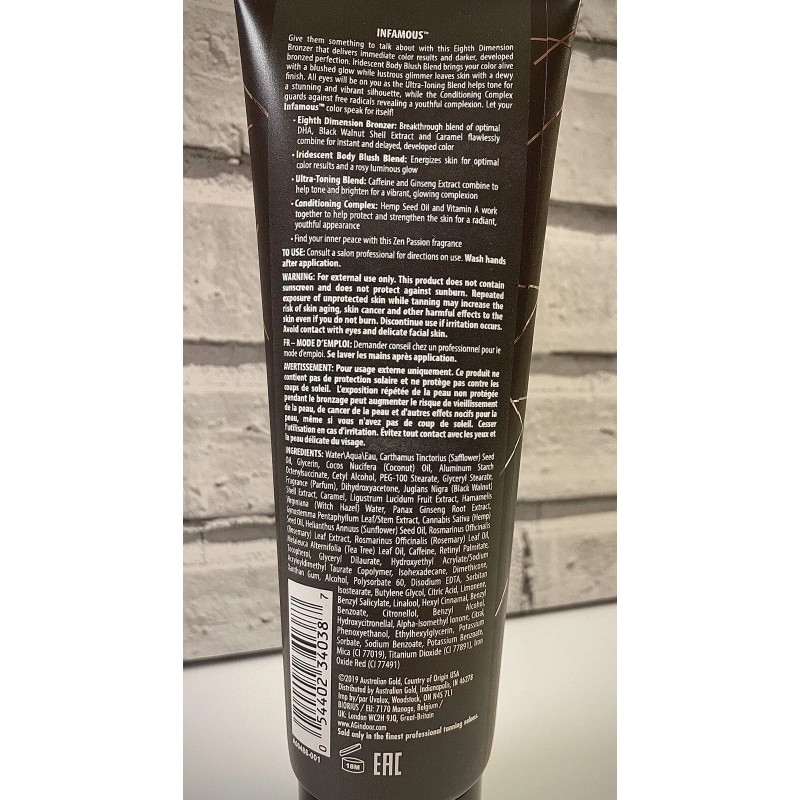 INFAMOUS™
Give them something to talk about with this Eighth Dimension
Bronzer that delivers immediate color results and darker, developed
bronzed perfection. Iridescent Body Blush Blend brings your color alive
with a blushed glow while lustrous glimmer leaves skin with a dewy
finish. All eyes will be on you as the Ultra-Toning Blend helps tone for
a stunning and vibrant silhouette, while the Conditioning Complex
guards against free radicals revealing a youthful complexion. Let your
Infamous™ color speak for itself!
• Eighth Dimension Bronzer: Breakthrough blend of optimal
DHA, Black Walnut Shell Extract and Caramel flawlessly
combine for instant and delayed, developed color
• Iridescent Body Blush Blend: Energizes skin for optimal
color results and a rosy luminous glow
• Ultra-Toning Blend: Caffeine and Ginseng Extract combine to
help tone and brighten for a vibrant, glowing complexion
• Conditioning Complex: Hemp Seed Oil and Vitamin A work
together to help protect and strengthen the skin for a radiant,
youthful appearance
• Find your inner peace with this Zen Passion fragrance
TO USE: Consult a salon professional for directions on use. Wash hands
after application.
WARNING: For external use only. This product does not contain
sunscreen and does not protect against sunburn. Repeated
exposure of unprotected skin while tanning may increase the
risk of skin aging, skin cancer and other harmful effects to the
skin even if you do not burn. Discontinue use if irritation occurs.
Avoid contact with eyes and delicate facial skin.
FR – MODE D'EMPLOI: Demander conseil chez un professionnel pour le
mode d'emploi. Se laver les mains après application.
AVERTISSEMENT: Pour usage externe uniquement. Ce produit ne
contient pas de protection solaire et ne protège pas contre les
coups de soleil. L'exposition répétée de la peau non protégée
pendant le bronzage peut augmenter le risque de vieillissement
de la peau, de cancer de la peau et d'autres effets nocifs pour la
peau, même si vous n'avez pas de coup de soleil. Cesser
l'utilisation en cas d'irritation. Évitez tout contact avec les yeux et
la peau délicate du visage.
INGREDIENTS: Water\Aqua\Eau, Carthamus Tinctorius (Safflower) Seed
Oil, Glycerin, Cocos Nucifera (Coconut) Oil, Aluminum Starch
Octenylsuccinate, Cetyl Alcohol, PEG-100 Stearate, Glyceryl Stearate,
Fragrance (Parfum), Dihydroxyacetone, Juglans Nigra (Black Walnut)
Shell Extract, Caramel, Ligustrum Lucidum Fruit Extract, Hamamelis
Virginiana (Witch Hazel) Water, Panax Ginseng Root Extract,
Gynostemma Pentaphyllum Leaf/Stem Extract, Cannabis Sativa (Hemp)
Seed Oil, Helianthus Annuus (Sunflower) Seed Oil, Rosmarinus Officinalis
(Rosemary) Leaf Extract, Rosmarinus Officinalis (Rosemary) Leaf Oil,
Melaleuca Alternifolia (Tea Tree) Leaf Oil, Caffeine, Retinyl Palmitate,
Tocopherol, Glyceryl Dilaurate, Hydroxyethyl Acrylate/Sodium
Acryloyldimethyl Taurate Copolymer, Isohexadecane, Dimethicone,
Xanthan Gum, Alcohol, Polysorbate 60, Disodium EDTA, Sorbitan
Isostearate, Butylene Glycol, Citric Acid, Limonene,
Benzyl Salicylate, Linalool, Hexyl Cinnamal, Benzyl
Benzoate, Citronellol, Benzyl Alcohol,
Hydroxycitronellal, Alpha-Isomethyl Ionone, Citral,
Phenoxyethanol, Ethylhexylglycerin, Potassium
Sorbate, Sodium Benzoate, Potassium Benzoate,
Mica (CI 77019), Titanium Dioxide (CI 77891), Iron
Oxide Red (CI 77491)
©2019 Australian Gold, Country of Origin USA
Distributed by Australian Gold, Indianapolis, IN 46278
Imp by/par Uvalux, Woodstock, ON N4S 7L1
BIORIUS / EU: 7170 Manage, Belgium /
UK: London WC2H 9JQ, Great-Britain
www.AGindoor.com
Sold only in the finest professional tanning salons.
0 54402 34038 7
A00488-001
18M
EAC